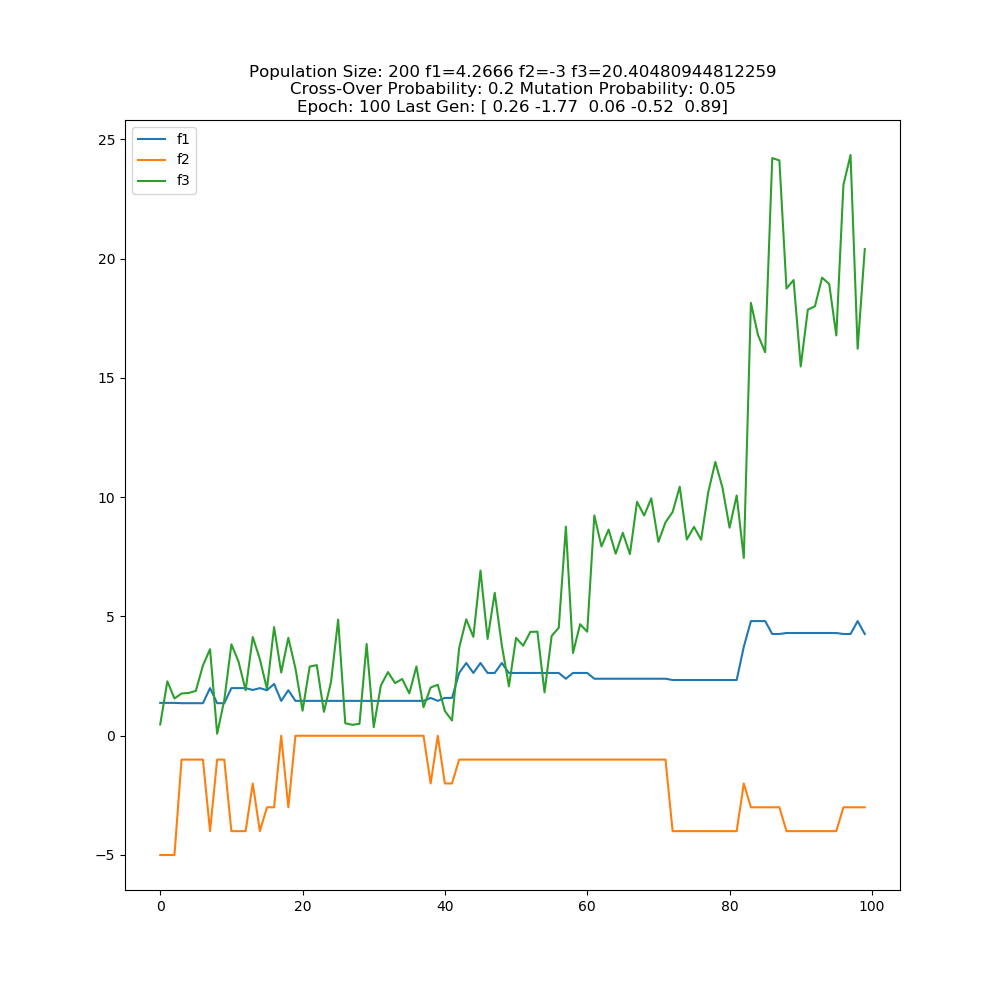 Population Size: 200 f1=4.2666 f2=-3 f3=20.40480944812259
Cross-Over Probability: 0.2 Mutation Probability: 0.05
Epoch: 100 Last Gen: [ 0.26 -1.77  0.06 -0.52  0.89]
f1
f2
f3
25
20
15
10
5
0
−5
0 20 40 60 80 100